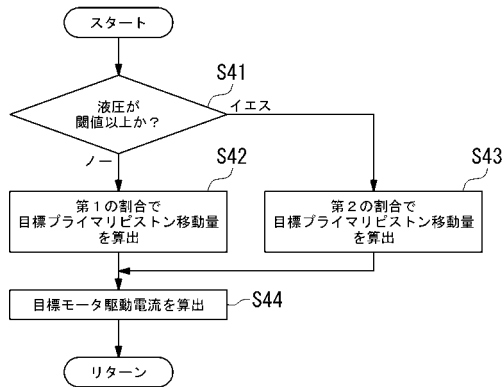 スタート
S41
液圧が
閾値以上か？
イエス
ノー
S42
第１の割合で
目標プライマリピストン移動量
を算出
S43
第２の割合で
目標プライマリピストン移動量
を算出
目標モータ駆動電流を算出
S44
リターン